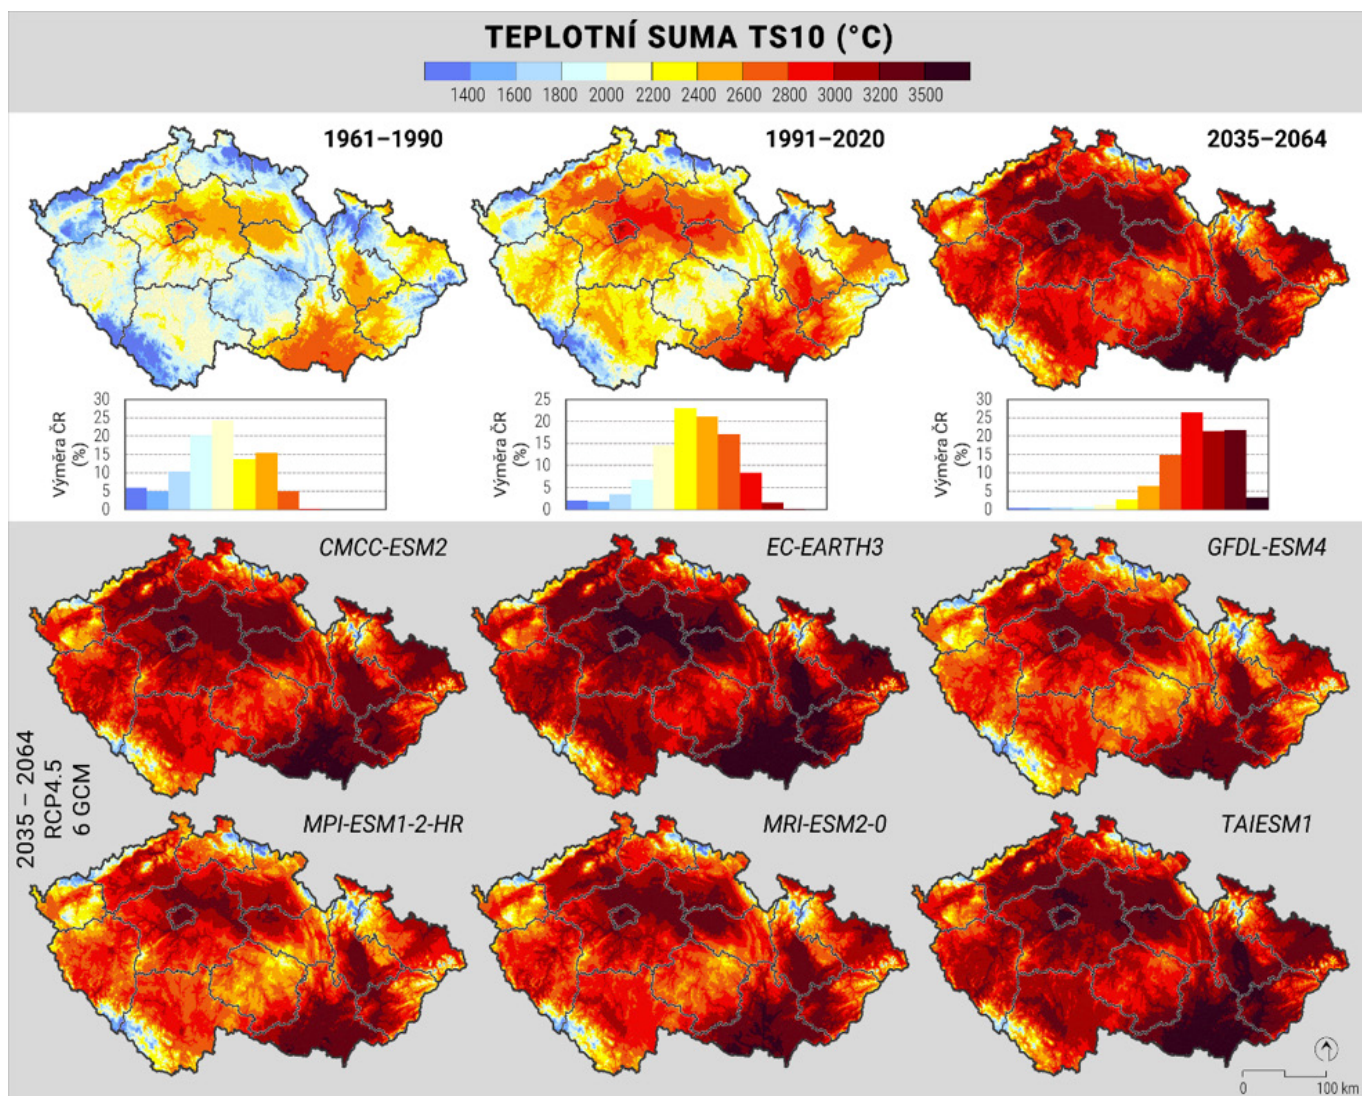 TEPLOTNÍ SUMA TS10 (°C)
1400 1600 1800 2000 2200 2400 2600 2800 3000 3200 3500
1961–1990
1991–2020
2035–2064
Výměra ČR
(%)
30
25
20
15
10
5
0
Výměra ČR
(%)
25
20
15
10
5
0
Výměra ČR
(%)
30
25
20
15
10
5
0
2035 – 2064
RCP4.5
6 GCM
CMCC-ESM2
EC-EARTH3
GFDL-ESM4
MPI-ESM1-2-HR
MRI-ESM2-0
TAIESM1
0 100 km